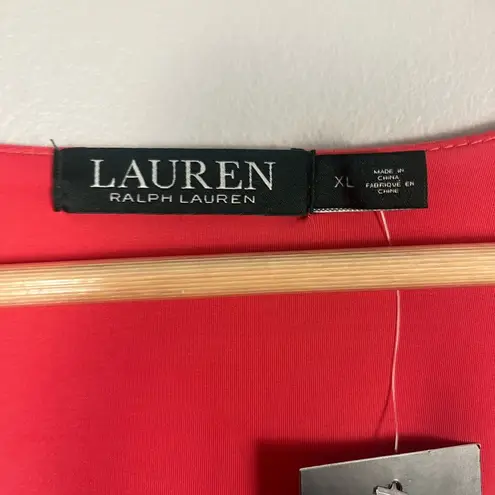 LAUREN
RALPH LAUREN
XL
MADE IN
CHINA
FABRIQUÉ EN
CHINE